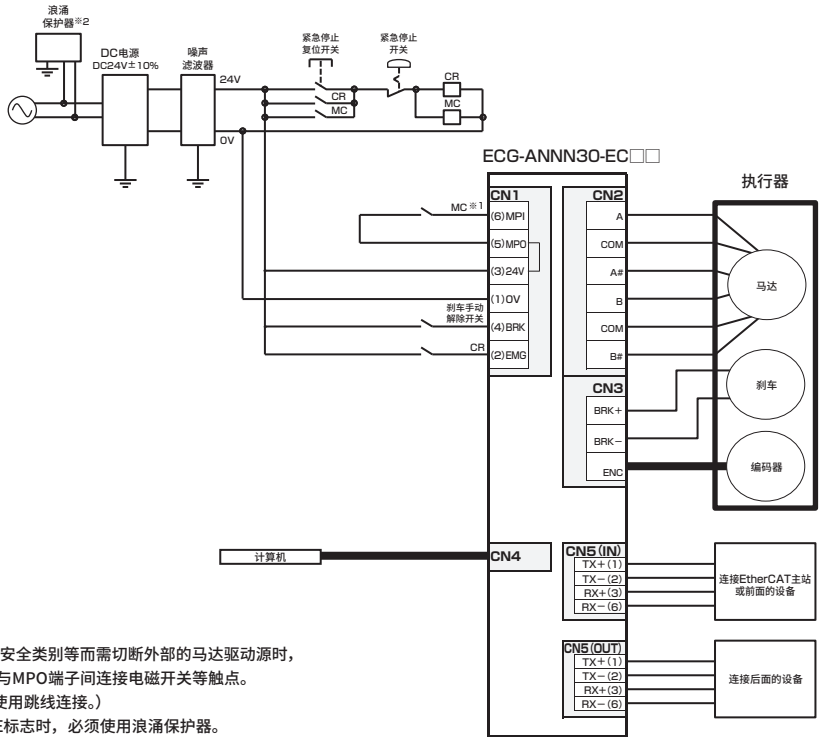 浪涌
保护器※2
DC电源
DC24V±10%
噪声
滤波器
24V
0V
紧急停止
复位开关
紧急停止
开关
CR
MC
CR
MC
ECG-ANNN30-EC□□
执行器
CN1
MC※1
(6)MPI
(5)MPO
(3)24V
(1)0V
刹车手动
解除开关
(4)BRK
CR
(2)EMG
CN2
A
COM
A#
B
COM
B#
马达
CN3
BRK+
BRK−
ENC
刹车
编码器
计算机
CN4
CN5(IN)
TX+(1)
TX−(2)
RX+(3)
RX−(6)
连接EtherCAT主站
或前面的设备
CN5(OUT)
TX+(1)
TX−(2)
RX+(3)
RX−(6)
连接后面的设备
安全类别等而需切断外部的马达驱动源时，
与MPO端子间连接电磁开关等触点。
使用跳线连接。）
标志时，必须使用浪涌保护器。